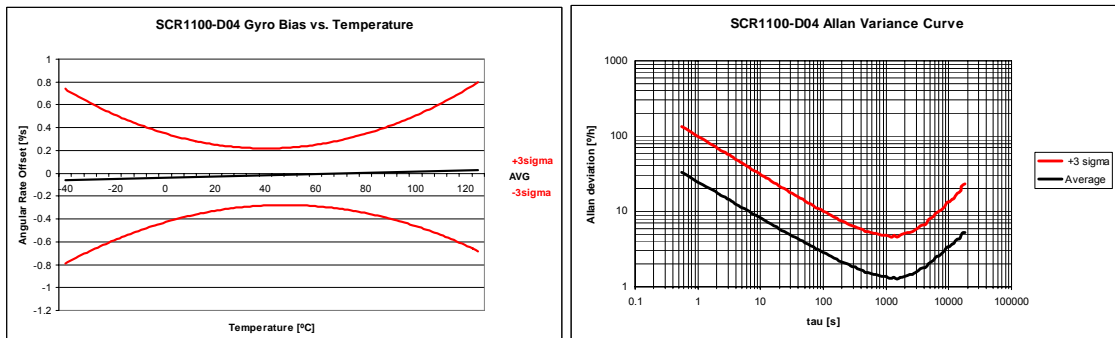 SCR1100-D04 Gyro Bias vs. Temperature
Angular Rate Offset [º/s]
1
0.8
0.6
0.4
0.2
0
-0.2
-0.4
-0.6
-0.8
-1
-1.2
-40 -20 0 20 40 60 80 100 120
Temperature [ºC]
+3sigma
AVG
-3sigma
SCR1100-D04 Allan Variance Curve
Allan deviation [º/h]
1000
100
10
1
0.1 1 10 100 1000 10000 100000
tau [s]
+3 sigma
Average